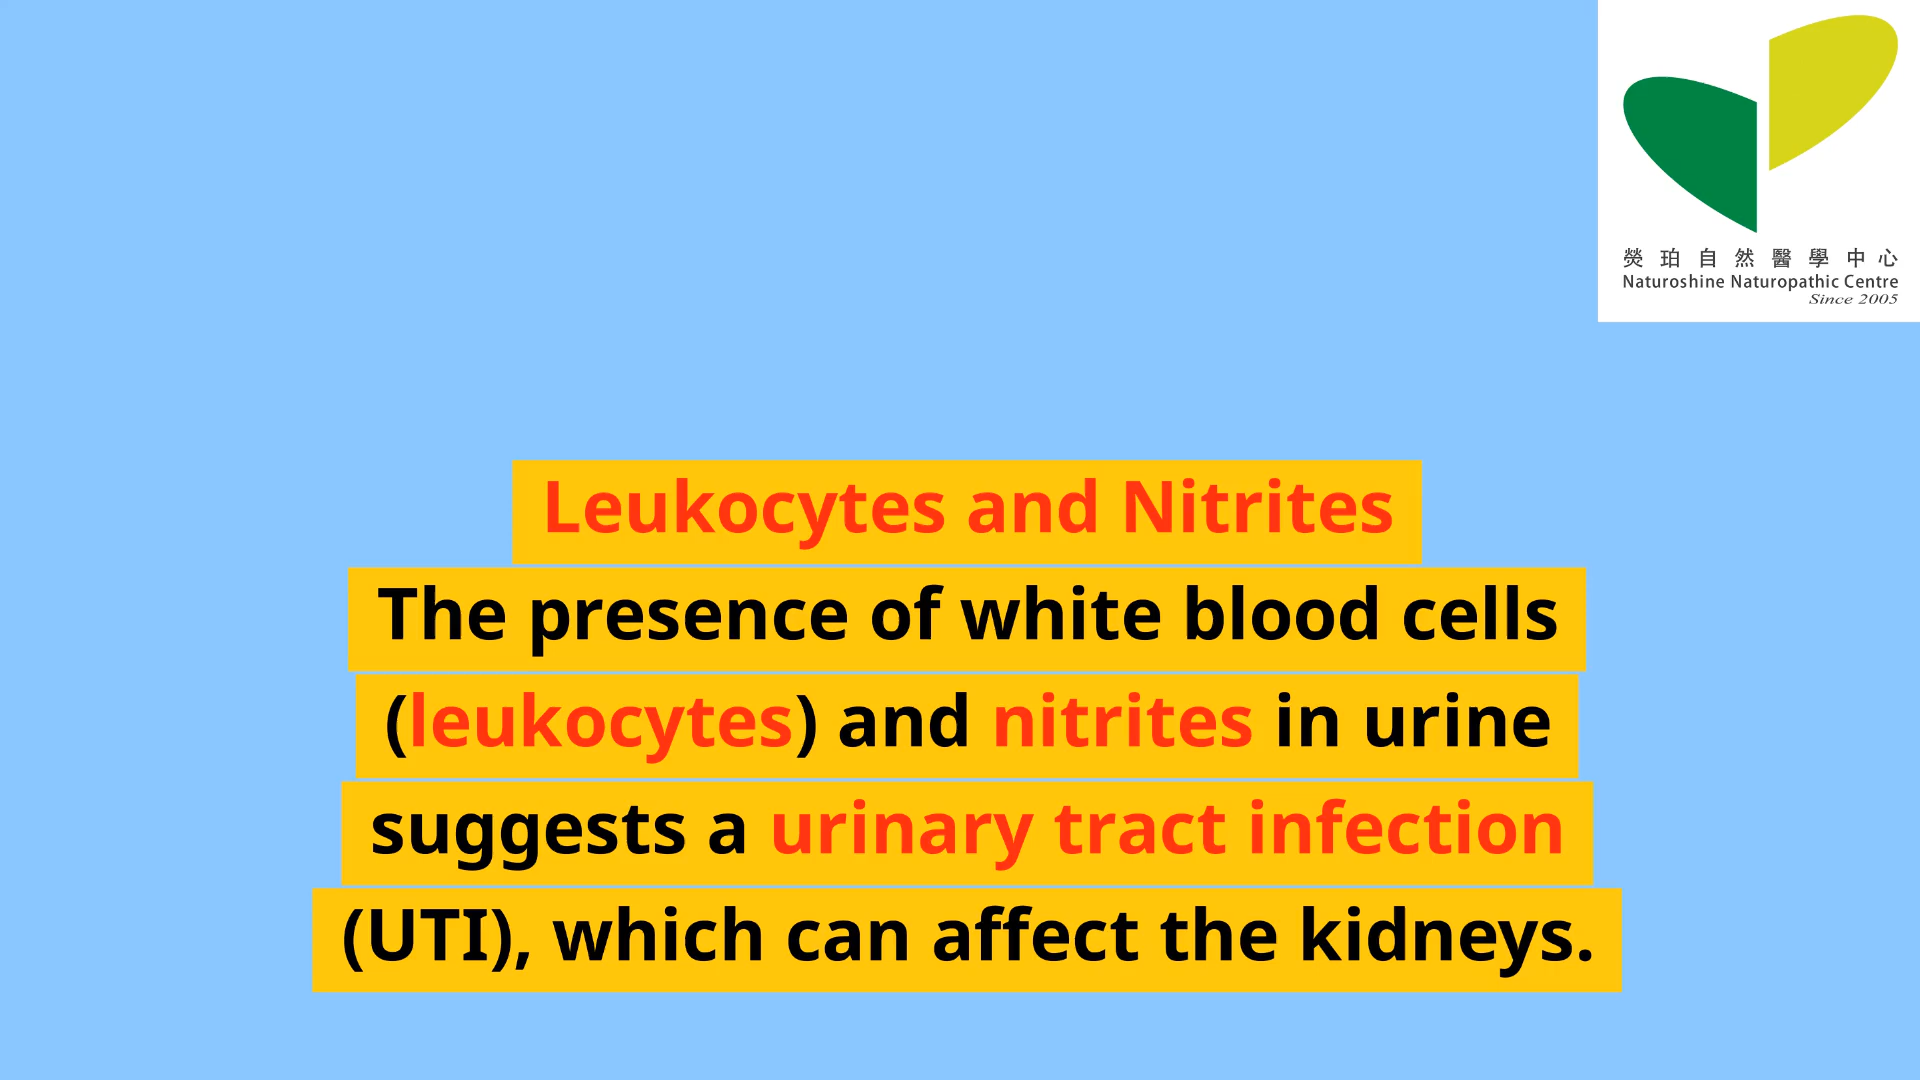 熒珀自然醫學中心
Naturoshine Naturopathic Centre
Since 2005
Leukocytes and Nitrites
The presence of white blood cells
(leukocytes) and nitrites in urine
suggests a urinary tract infection
(UTI), which can affect the kidneys.